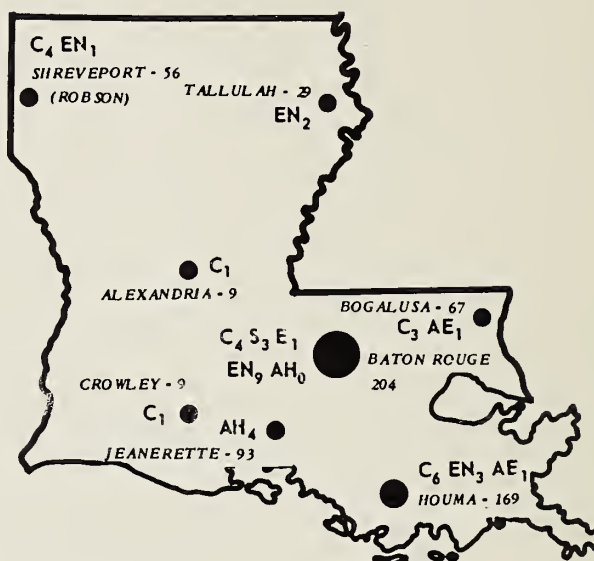 C₄ EN₁
SHREVEPORT - 56
(ROBSON)
TALLULAH - 29
EN₂
C₁
ALEXANDRIA - 9
BOGALUSA - 67
C₃ AE₁
C₄ S₃ E₁
EN₉ AH₀
BATON ROUGE
204
CROWLEY - 9
C₁
AH₄
JEANERETTE - 93
C₆ EN₃ AE₁
HOUMA - 169